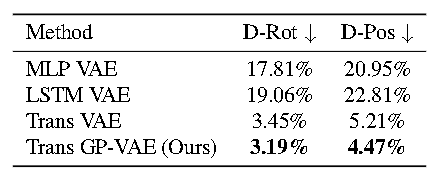 Method D-Rot ↓ D-Pos ↓
MLP VAE 17.81% 20.95%
LSTM VAE 19.06% 22.81%
Trans VAE 3.45% 5.21%
Trans GP-VAE (Ours) 3.19% 4.47%